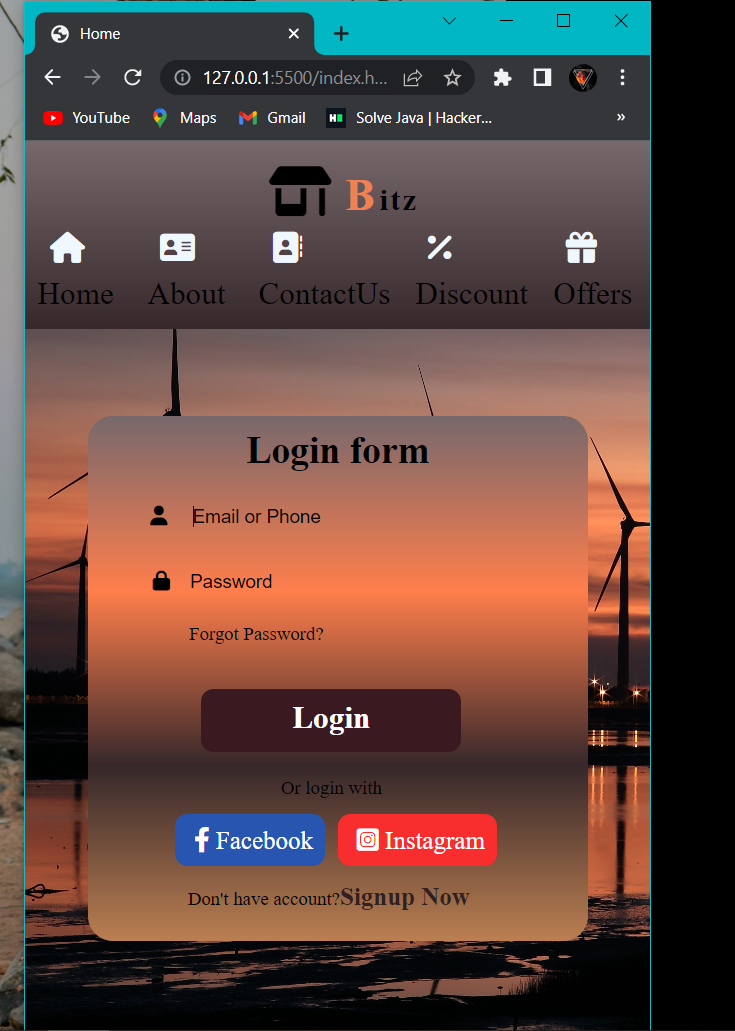 Home
127.0.0.1:5500/index.h...
YouTube Maps Gmail Solve Java | Hacker... »
Bitz
Home About ContactUs Discount Offers
Login form
Email or Phone
Password
Forgot Password?
Login
Or login with
Facebook Instagram
Don't have account?Signup Now